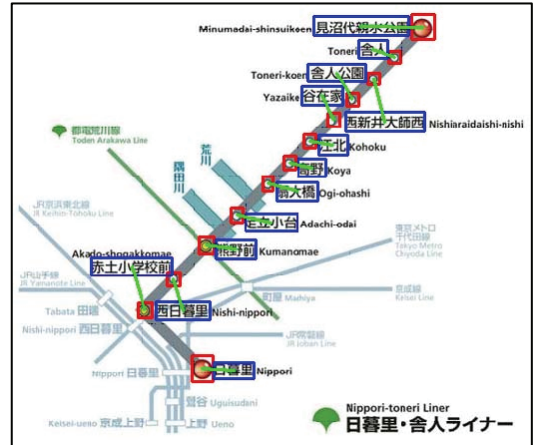 Minumadai-shinsuikoen 見沼代親水公園
Toneri 舎人
Toneri-koen 舎人公園
Yazaike 谷在家
西新井大師西 Nishiaraidaishi-nishi
江北 Kohoku
高野 Koya
扇大橋 Ogi-ohashi
足立小台 Adachi-odai
都電荒川線
Toden Arakawa Line
荒川
隅田川
熊野前 Kumanomae
Akado-shogakkomae
赤土小学校前
西日暮里 Nishi-nippori
JR京浜東北線
JR Keihin-Tohoku Line
JR山手線
JR Yamanote Line
東京メトロ
千代田線
Tokyo Metro
Chiyoda Line
京成線
Keisei Line
町屋 Machiya
Tabata 田端
Nishi-nippori 西日暮里
JR常磐線
JR Joban Line
Nippori 日暮里
日暮里 Nippori
鶯谷 Uguisudani
Keisei-ueno 京成上野
上野 Ueno
Nippori-toneri Liner
日暮里・舎人ライナー